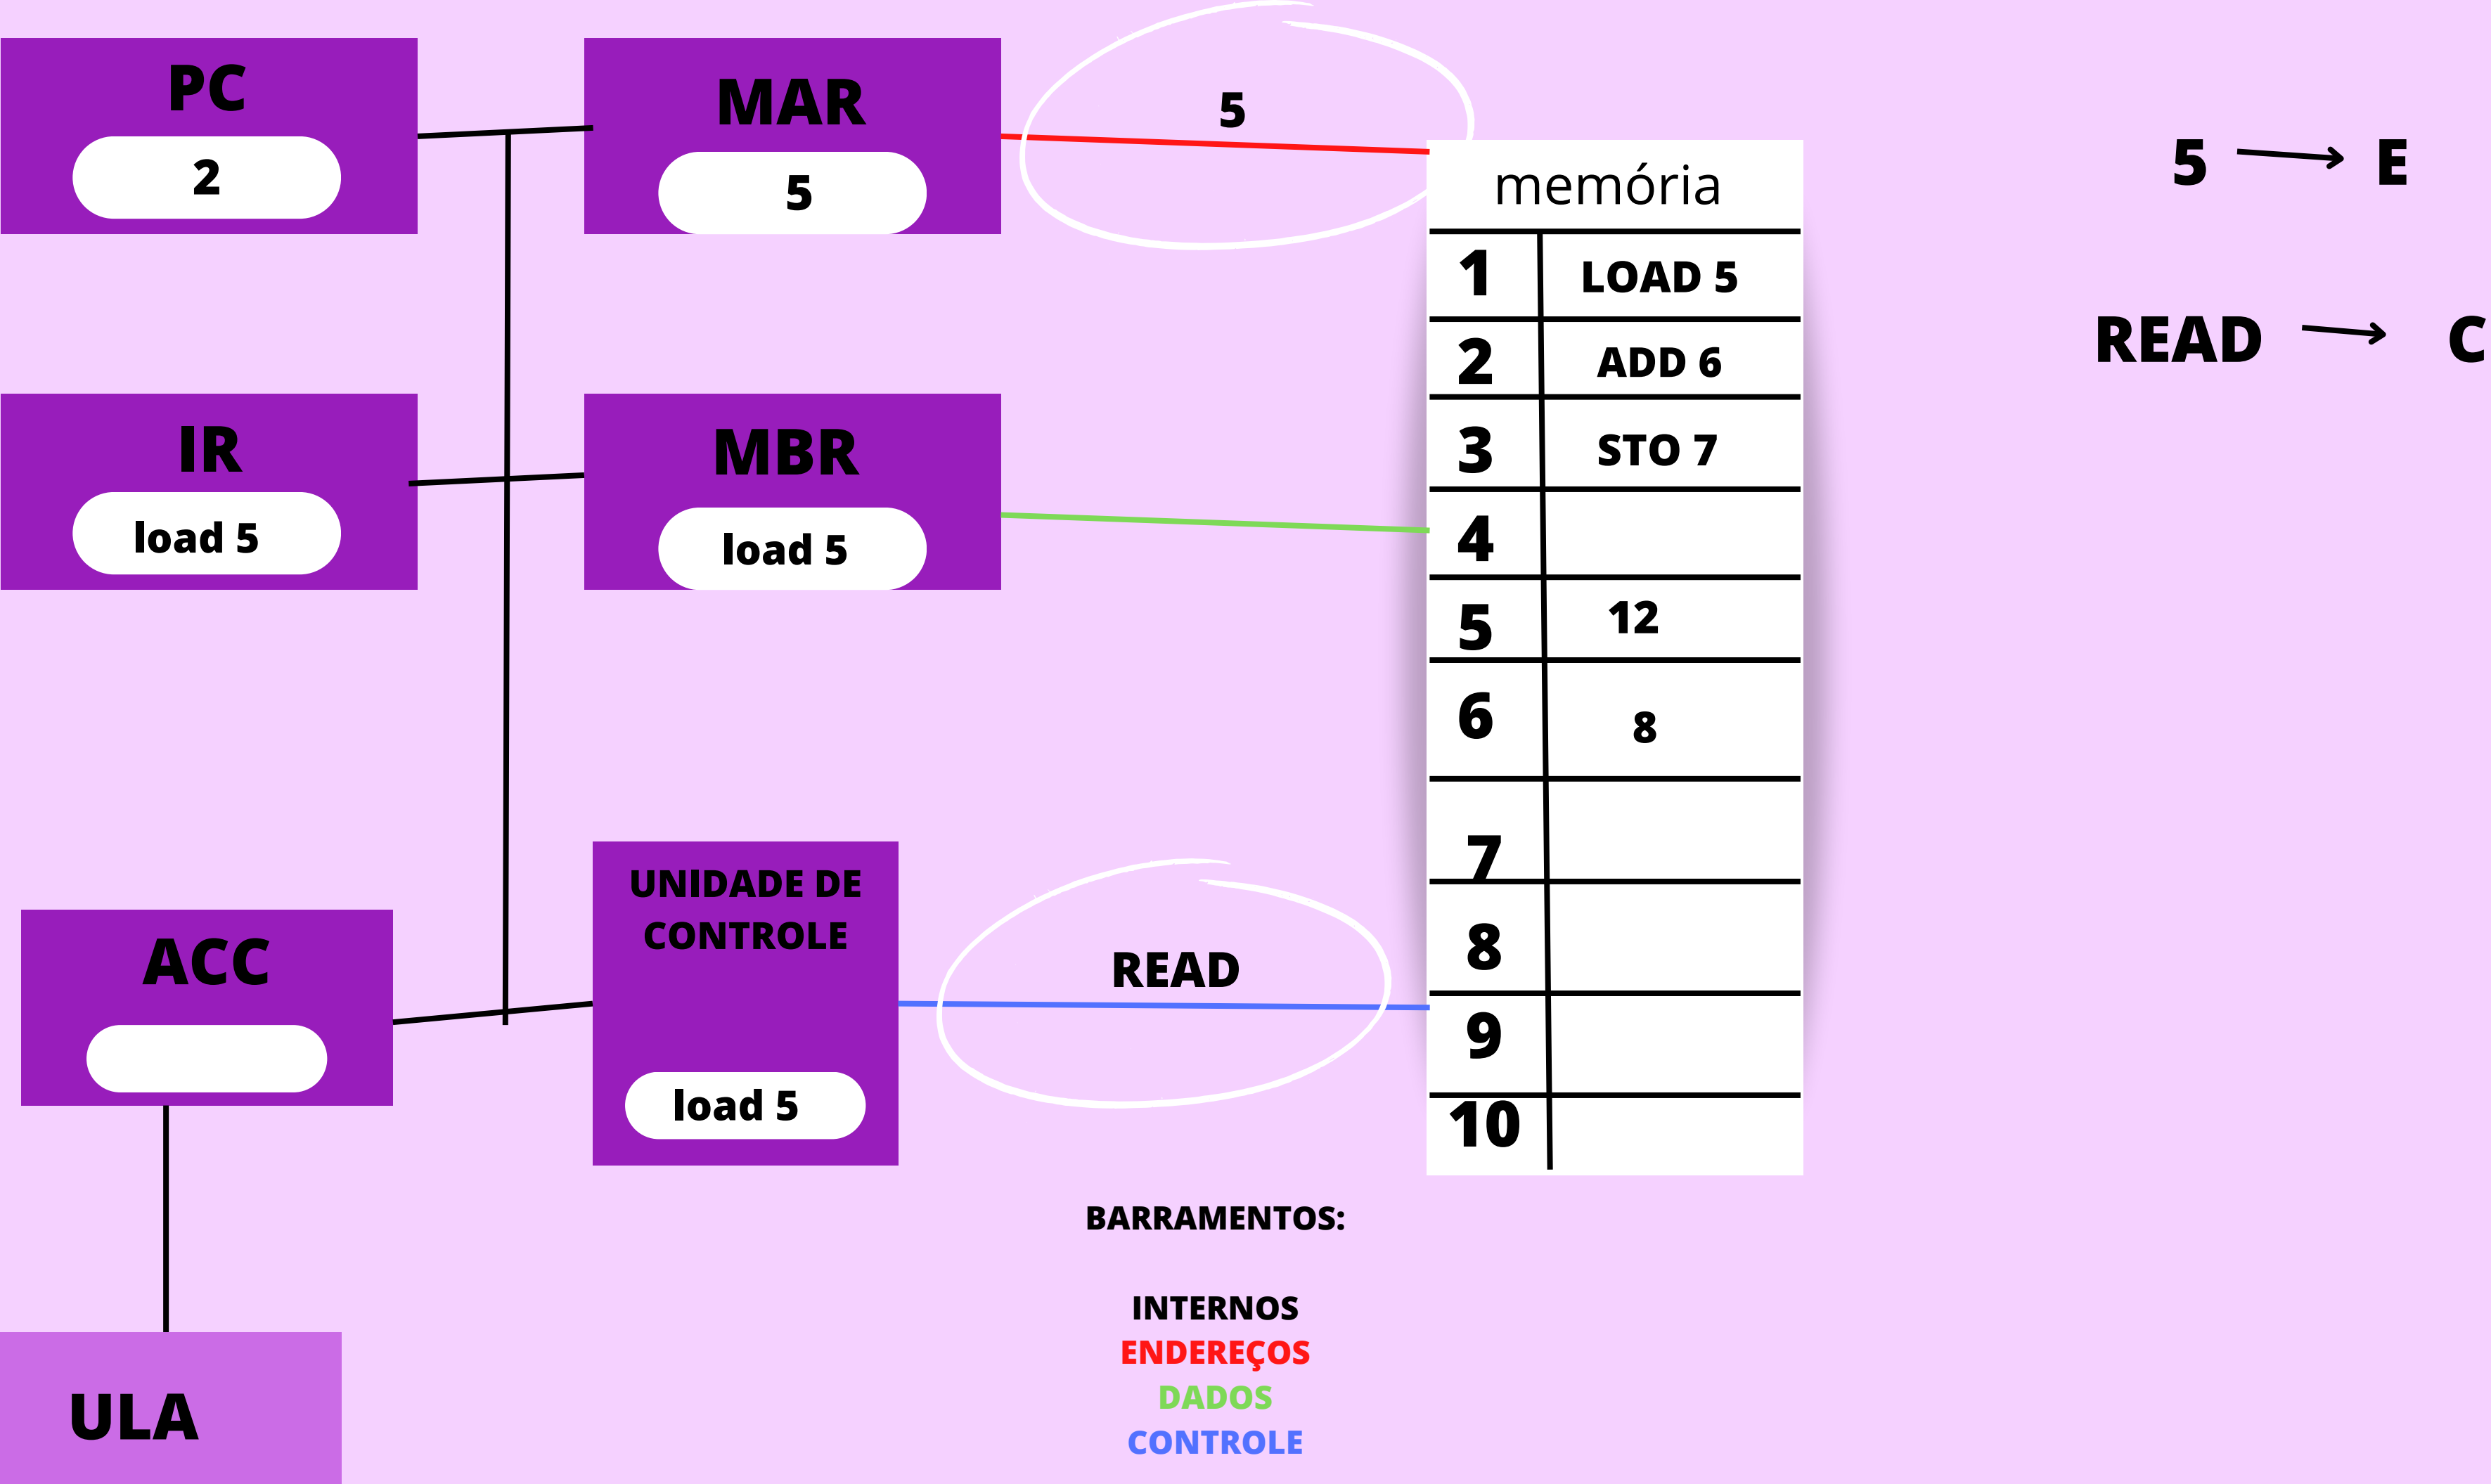 PC
2
MAR
5
5
5 → E
READ → C
IR
load 5
MBR
load 5
memória
1 LOAD 5
2 ADD 6
3 STO 7
4
5 12
6 8
7
8
9
10
ACC
UNIDADE DE
CONTROLE
load 5
READ
ULA
BARRAMENTOS:
INTERNOS
ENDEREÇOS
DADOS
CONTROLE